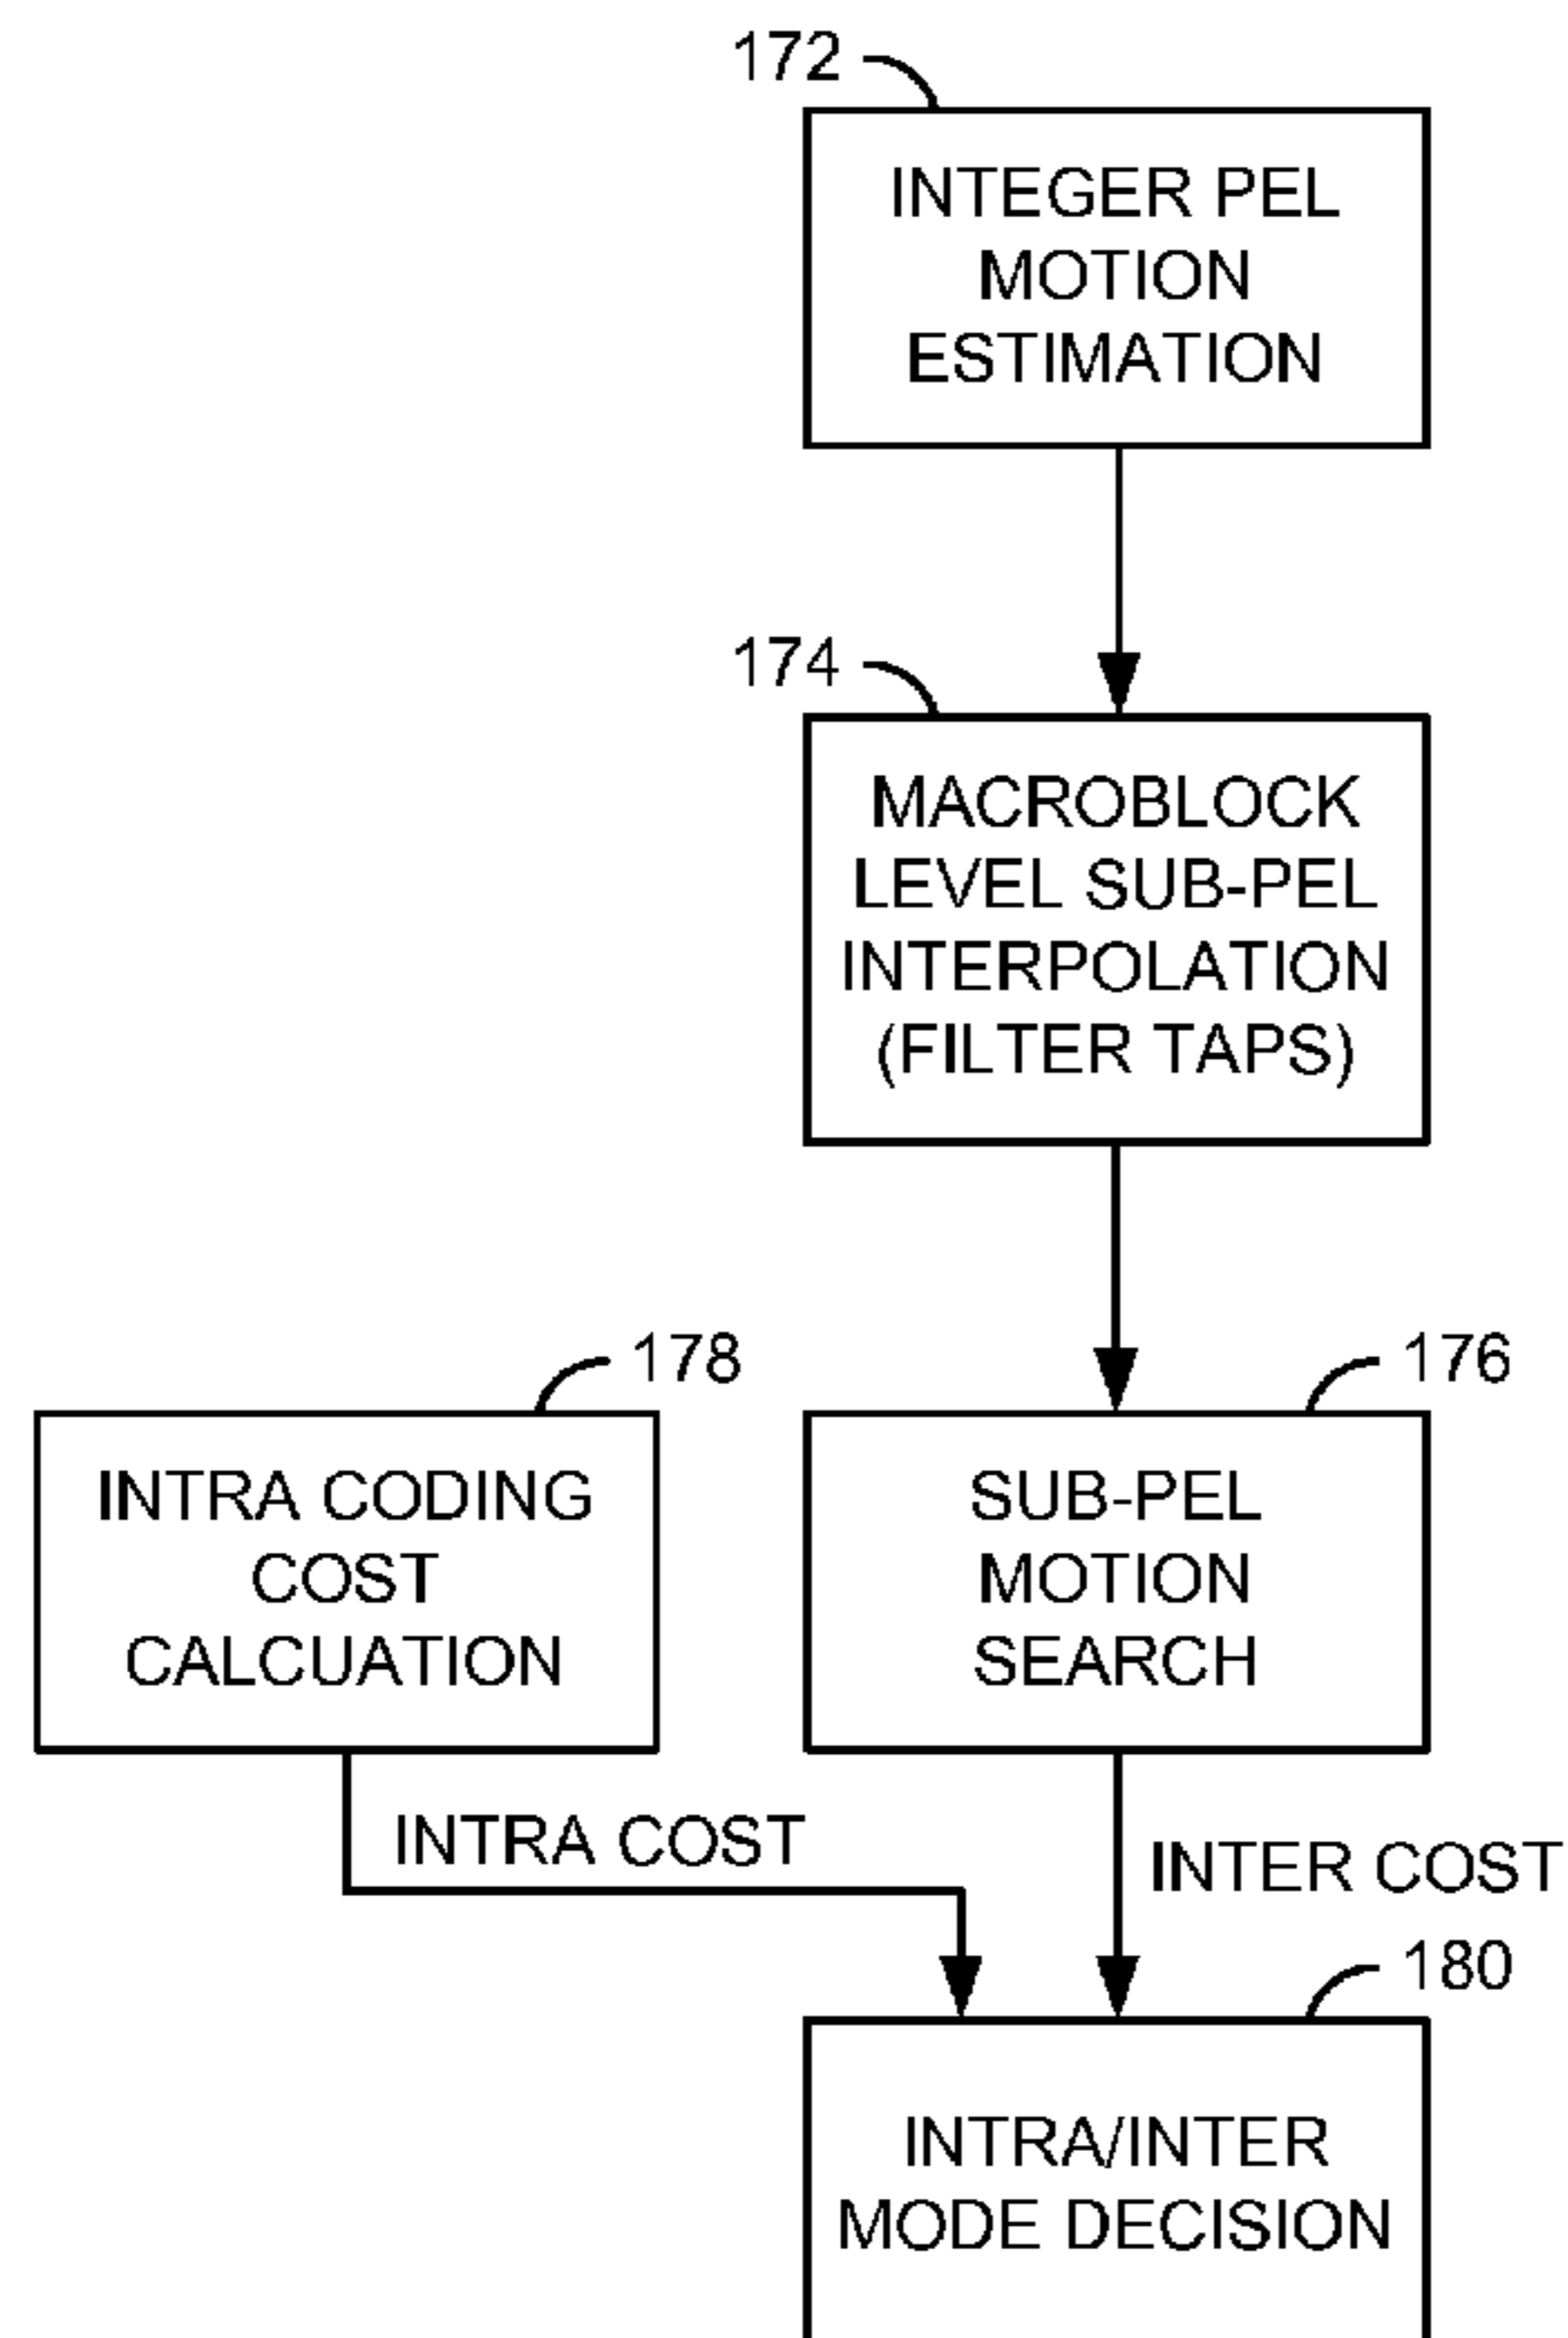 172
INTEGER PEL
MOTION
ESTIMATION
174
MACROBLOCK
LEVEL SUB-PEL
INTERPOLATION
(FILTER TAPS)
178
INTRA CODING
COST
CALCUATION
176
SUB-PEL
MOTION
SEARCH
INTRA COST
INTER COST
180
INTRA/INTER
MODE DECISION